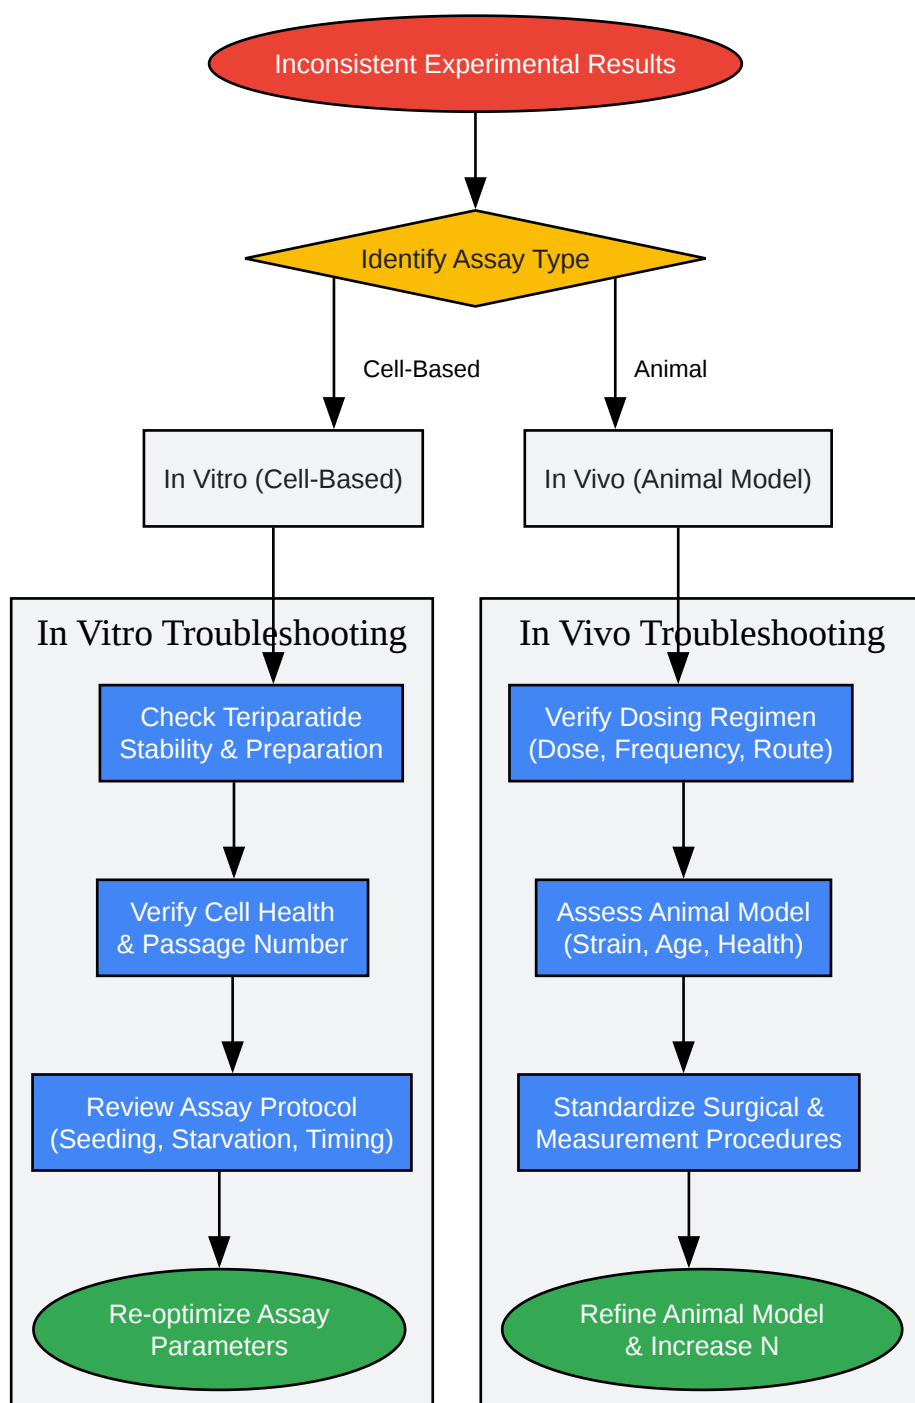 Inconsistent Experimental Results
Identify Assay Type
Cell-Based
Animal
In Vitro (Cell-Based)
In Vivo (Animal Model)
In Vitro Troubleshooting
Check Teriparatide
Stability & Preparation
Verify Cell Health
& Passage Number
Review Assay Protocol
(Seeding, Starvation, Timing)
Re-optimize Assay
Parameters
In Vivo Troubleshooting
Verify Dosing Regimen
(Dose, Frequency, Route)
Assess Animal Model
(Strain, Age, Health)
Standardize Surgical &
Measurement Procedures
Refine Animal Model
& Increase N